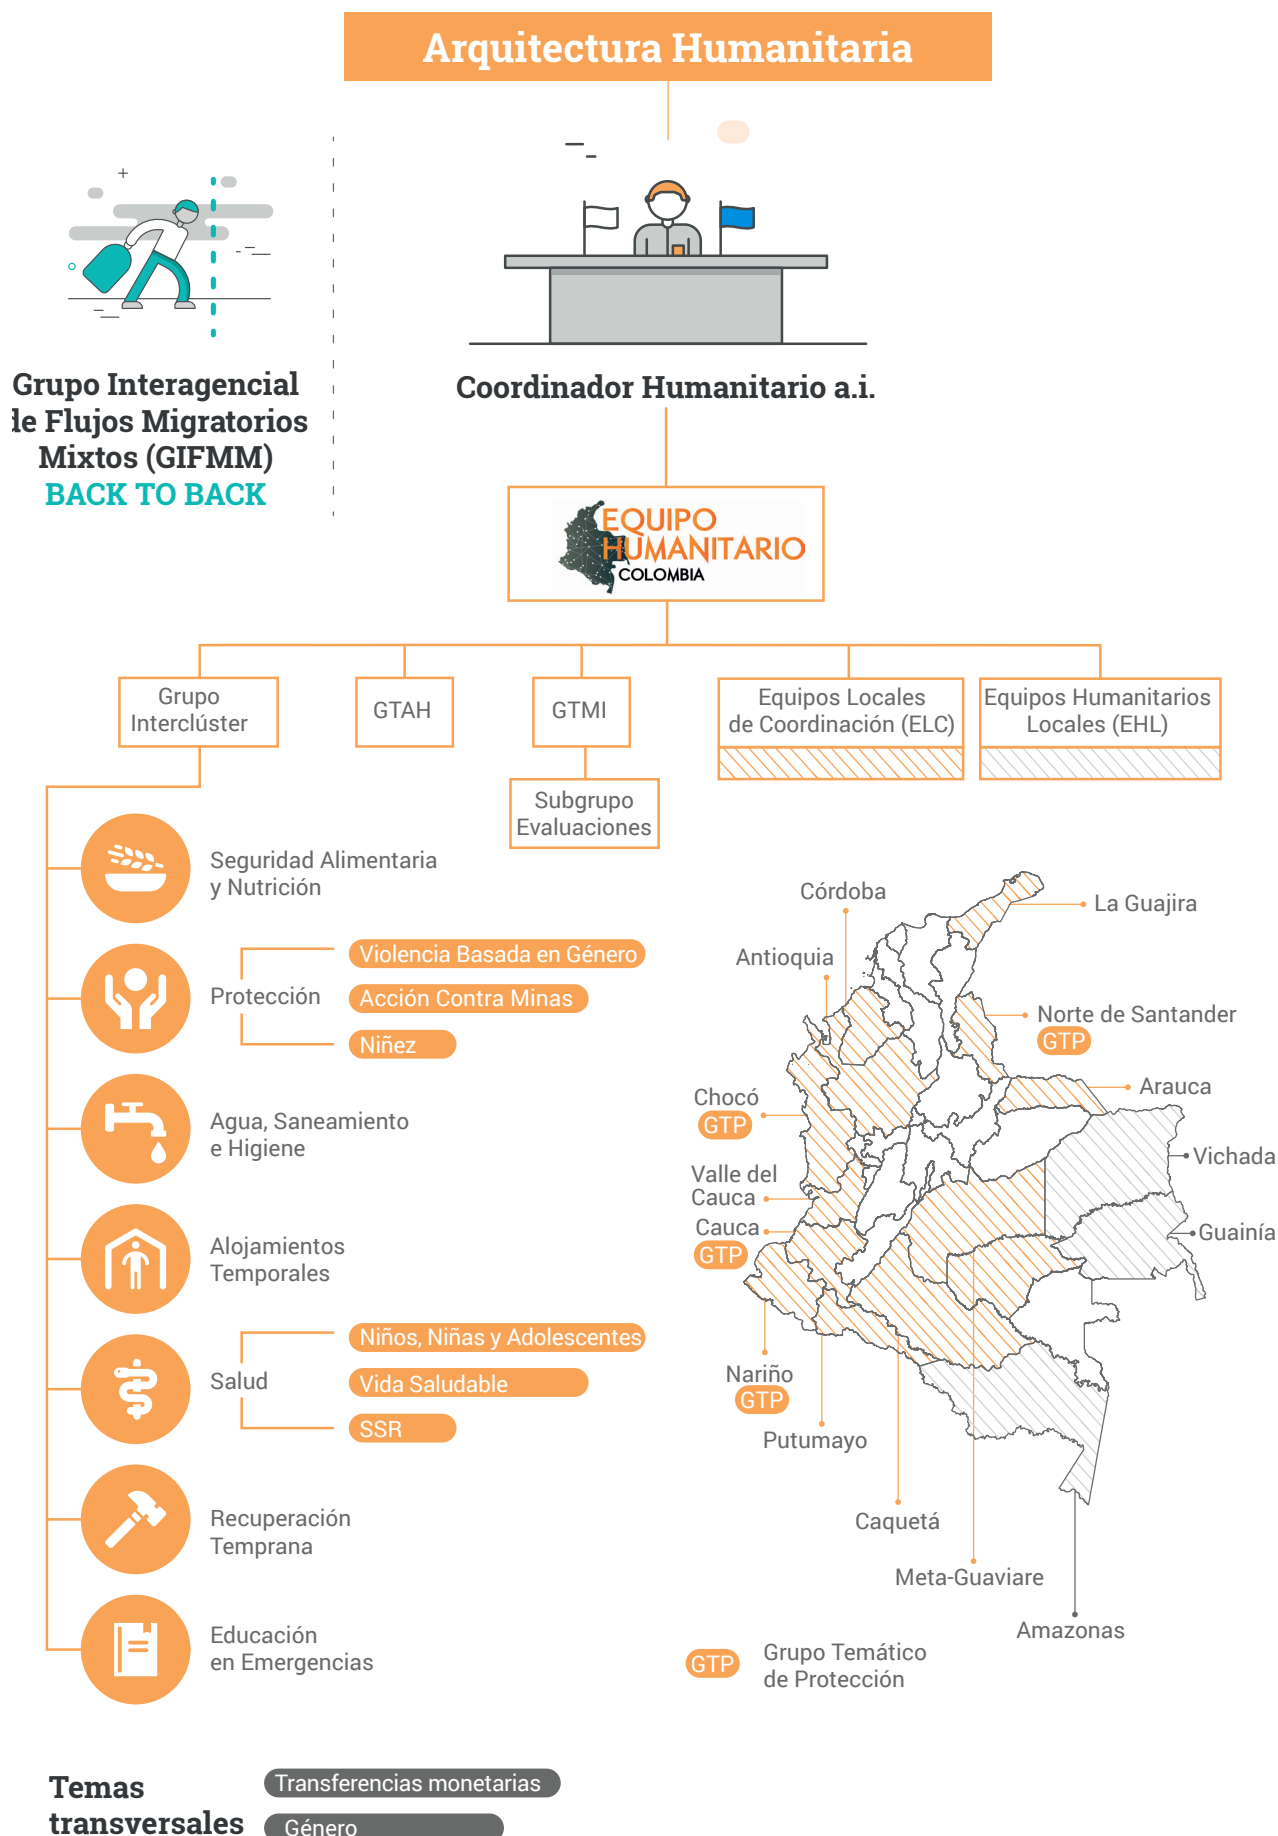 Arquitectura Humanitaria
Grupo Interagencial
de Flujos Migratorios
Mixtos (GIFMM)
BACK TO BACK
Coordinador Humanitario a.i.
EQUIPO
HUMANITARIO
COLOMBIA
Grupo
Interclúster
GTAH
GTMI
Subgrupo
Evaluaciones
Equipos Locales
de Coordinación (ELC)
Equipos Humanitarios
Locales (EHL)
Seguridad Alimentaria
y Nutrición
Protección
Violencia Basada en Género
Acción Contra Minas
Niñez
Agua, Saneamiento
e Higiene
Alojamientos
Temporales
Salud
Niños, Niñas y Adolescentes
Vida Saludable
SSR
Recuperación
Temprana
Educación
en Emergencias
Córdoba
La Guajira
Antioquia
Norte de Santander
GTP
Arauca
Chocó
GTP
Vichada
Valle del
Cauca
Cauca
GTP
Guainía
Nariño
GTP
Putumayo
Caquetá
Meta-Guaviare
Amazonas
GTP
Grupo Temático
de Protección
Temas
transversales
Transferencias monetarias
Género